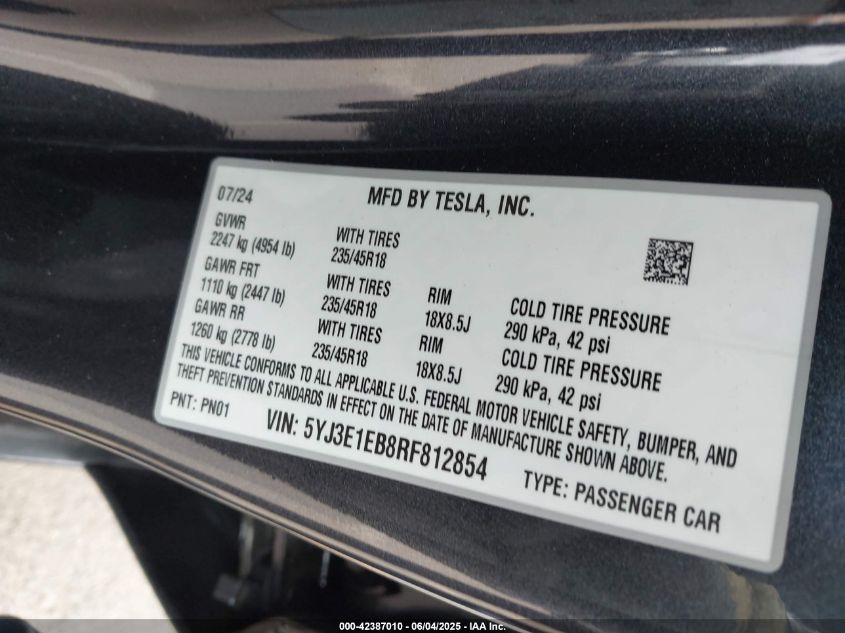 07/24
MFD BY TESLA, INC.
GVWR
2247 kg (4954 lb)
WITH TIRES
235/45R18
GAWR FRT
1110 kg (2447 lb)
WITH TIRES
235/45R18
RIM
18X8.5J
COLD TIRE PRESSURE
290 kPa, 42 psi
GAWR RR
1260 kg (2778 lb)
WITH TIRES
235/45R18
RIM
18X8.5J
COLD TIRE PRESSURE
290 kPa, 42 psi
THIS VEHICLE CONFORMS TO ALL APPLICABLE U.S. FEDERAL MOTOR VEHICLE SAFETY, BUMPER, AND
THEFT PREVENTION STANDARDS IN EFFECT ON THE DATE OF MANUFACTURE SHOWN ABOVE.
PNT: PN01
VIN: 5YJ3E1EB8RF812854
TYPE: PASSENGER CAR
000-42387010 - 06/04/2025 - IAA Inc.